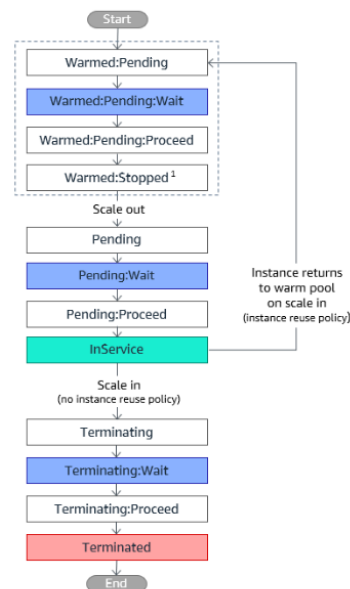 Start
Warmed:Pending
Warmed:Pending:Wait
Warmed:Pending:Proceed
Warmed:Stopped1
Scale out
Pending
Pending:Wait
Pending:Proceed
InService
Instance returns
to warm pool
on scale in
(instance reuse policy)
Scale in
(no instance reuse policy)
Terminating
Terminating:Wait
Terminating:Proceed
Terminated
End